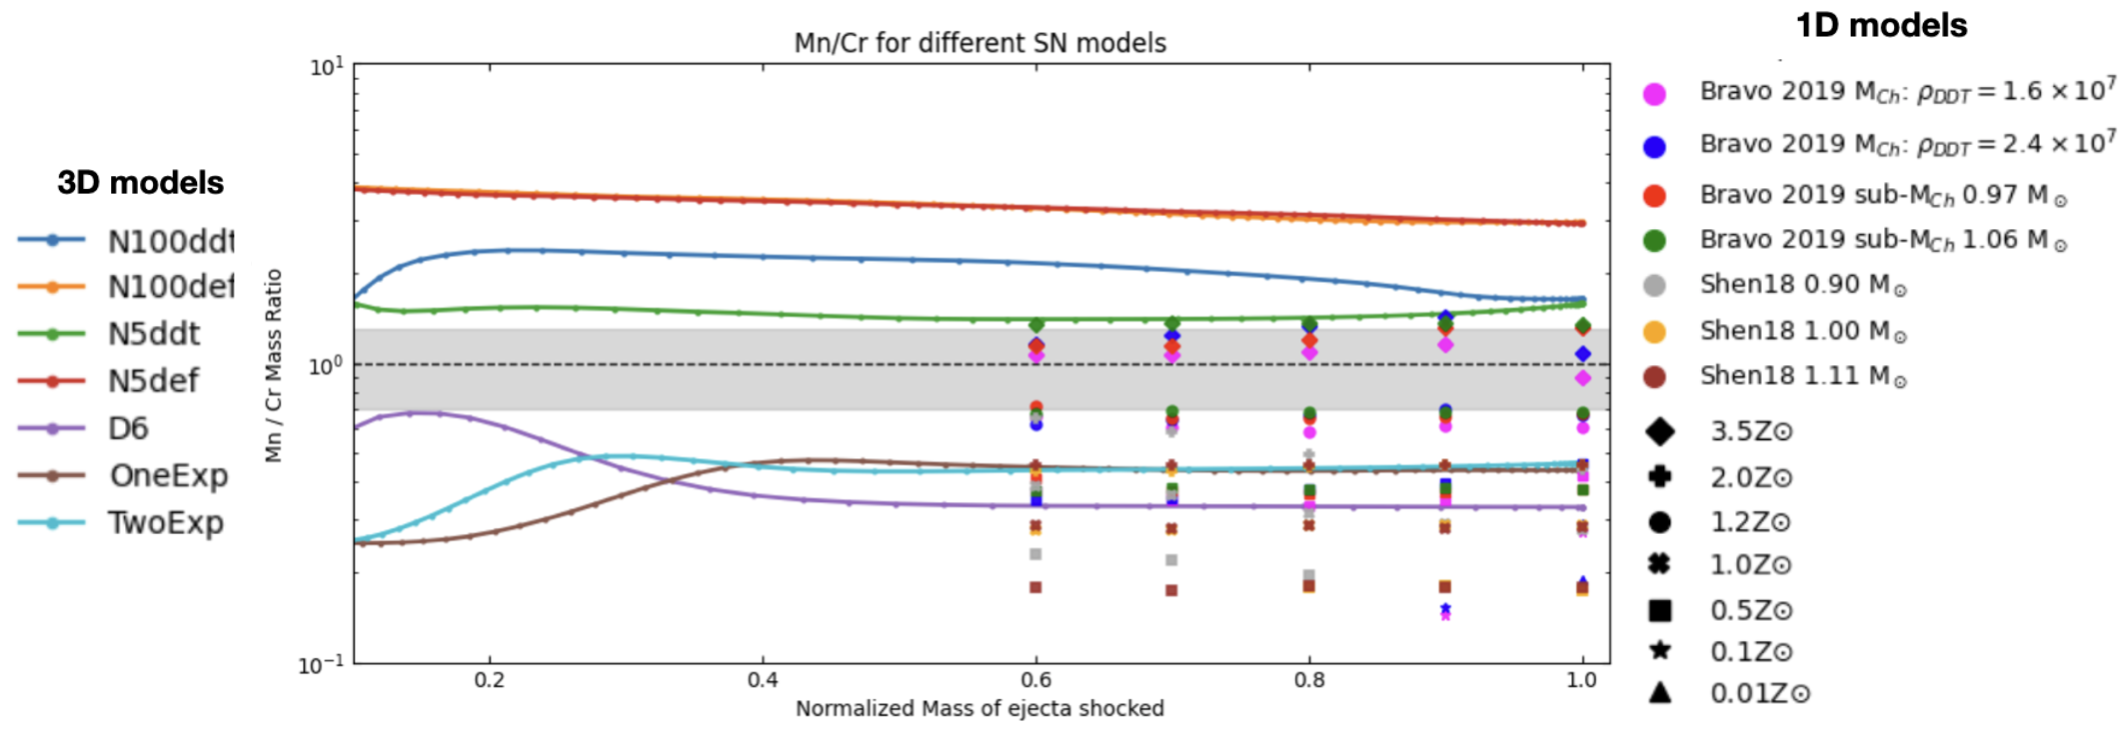 Mn/Cr for different SN models
3D models
N100ddt
N100def
N5ddt
N5def
D6
OneExp
TwoExp
Mn / Cr Mass Ratio
10¹
10⁰
10⁻¹
0.2 0.4 0.6 0.8 1.0
Normalized Mass of ejecta shocked
1D models
Bravo 2019 M_Ch: ρ_DDT = 1.6 ×10⁷
Bravo 2019 M_Ch: ρ_DDT = 2.4 ×10⁷
Bravo 2019 sub-M_Ch 0.97 M⊙
Bravo 2019 sub-M_Ch 1.06 M⊙
Shen18 0.90 M⊙
Shen18 1.00 M⊙
Shen18 1.11 M⊙
3.5Z⊙
2.0Z⊙
1.2Z⊙
1.0Z⊙
0.5Z⊙
0.1Z⊙
0.01Z⊙